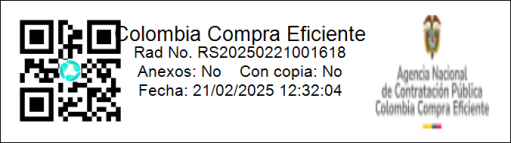 Colombia Compra Eficiente
Rad No. RS20250221001618
Anexos: No    Con copia: No
Fecha: 21/02/2025 12:32:04
Agencia Nacional
de Contratación Pública
Colombia Compra Eficiente